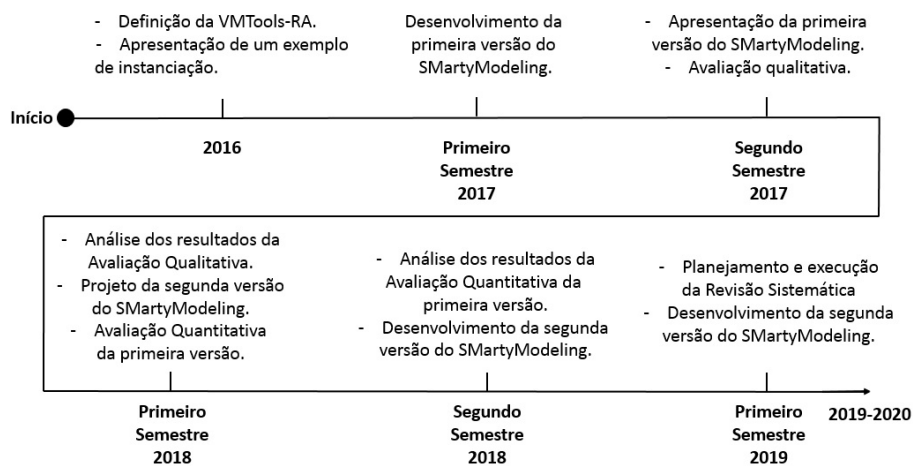 - Definição da VMTools-RA.
- Apresentação de um exemplo
de instanciação.
Desenvolvimento da
primeira versão do
SMartyModeling.
- Apresentação da primeira
versão do SMartyModeling.
- Avaliação qualitativa.
Início
2016
Primeiro
Semestre
2017
Segundo
Semestre
2017
- Análise dos resultados da
Avaliação Qualitativa.
- Projeto da segunda versão
do SMartyModeling.
- Avaliação Quantitativa
da primeira versão.
- Análise dos resultados da
Avaliação Quantitativa da
primeira versão.
- Desenvolvimento da segunda
versão do SMartyModeling.
- Planejamento e execução
da Revisão Sistemática
- Desenvolvimento da segunda
versão do SMartyModeling.
Primeiro
Semestre
2018
Segundo
Semestre
2018
Primeiro
Semestre
2019
2019-2020